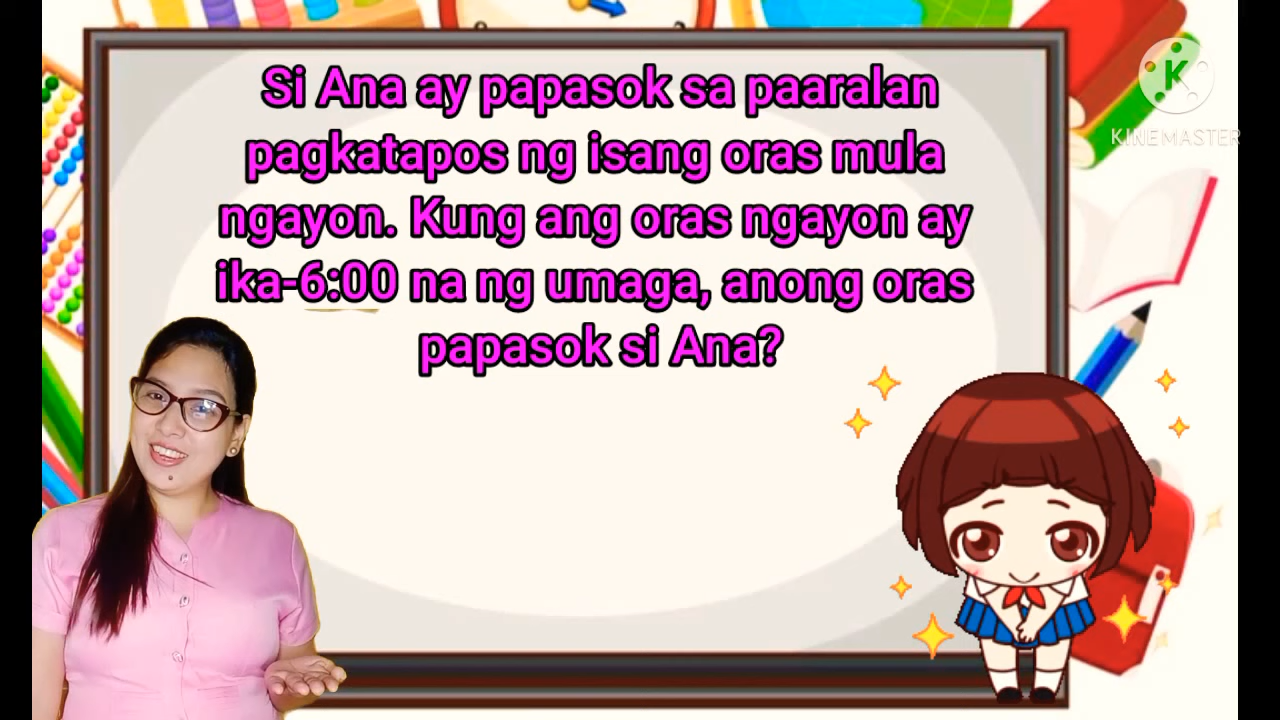 Si Ana ay papasok sa paaralan
pagkatapos ng isang oras mula
ngayon. Kung ang oras ngayon ay
ika-6:00 na ng umaga, anong oras
papasok si Ana?
K
KINEMASTER